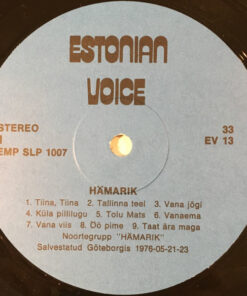 ESTONIAN
VOICE
STEREO 33
EV 13
EMP SLP 1007
HÄMARIK
1. Tiina, Tiina 2. Tallinna teel 3. Vana jõgi
4. Küla pillilugu 5. Tolu Mats 6. Vanaema
7. Vana viis 8. Öö pime 9. Taat ära maga
Noortegrupp "HÄMARIK"
Salvestatud Göteborgis 1976-05-21-23